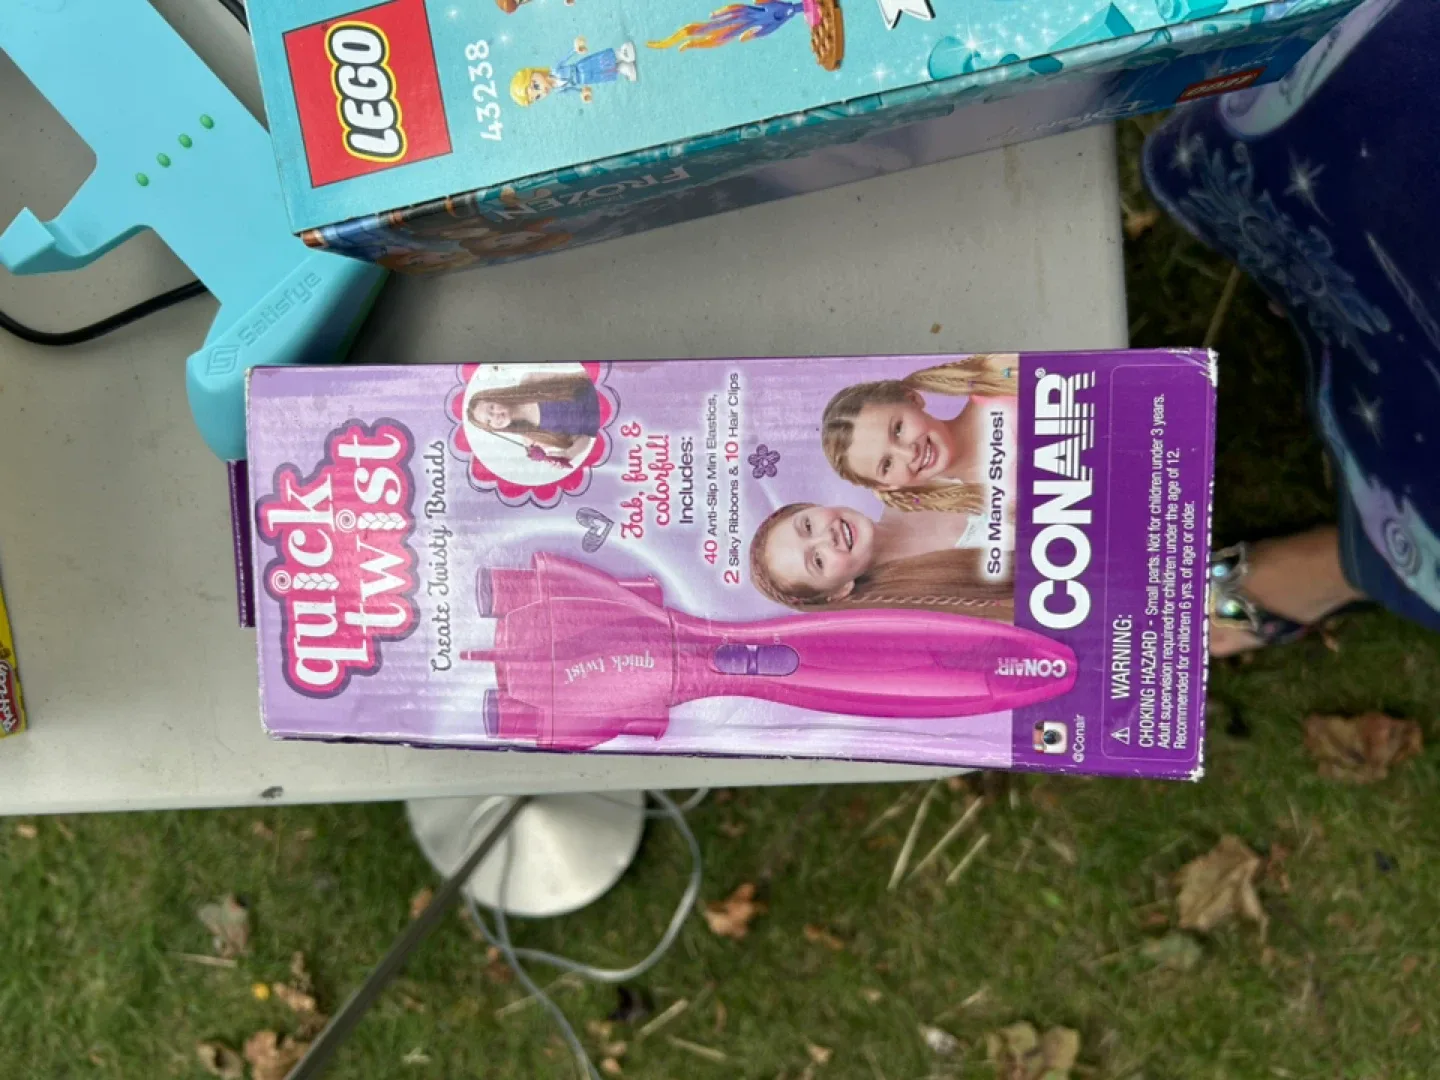 LEGO
43238
FROZEN
LEGO
Satisfye
quick
twist
Create Twisty Braids
Fab, fun &
colorful!
Includes:
40 Anti-Slip Mini Elastics,
2 Silky Ribbons & 10 Hair Clips
So Many Styles!
quick twist
CONAIR
CONAIR®
@Conair
WARNING:
CHOKING HAZARD - Small parts. Not for children under 3 years.
Adult supervision required for children under the age of 12.
Recommended for children 6 yrs. of age or older.